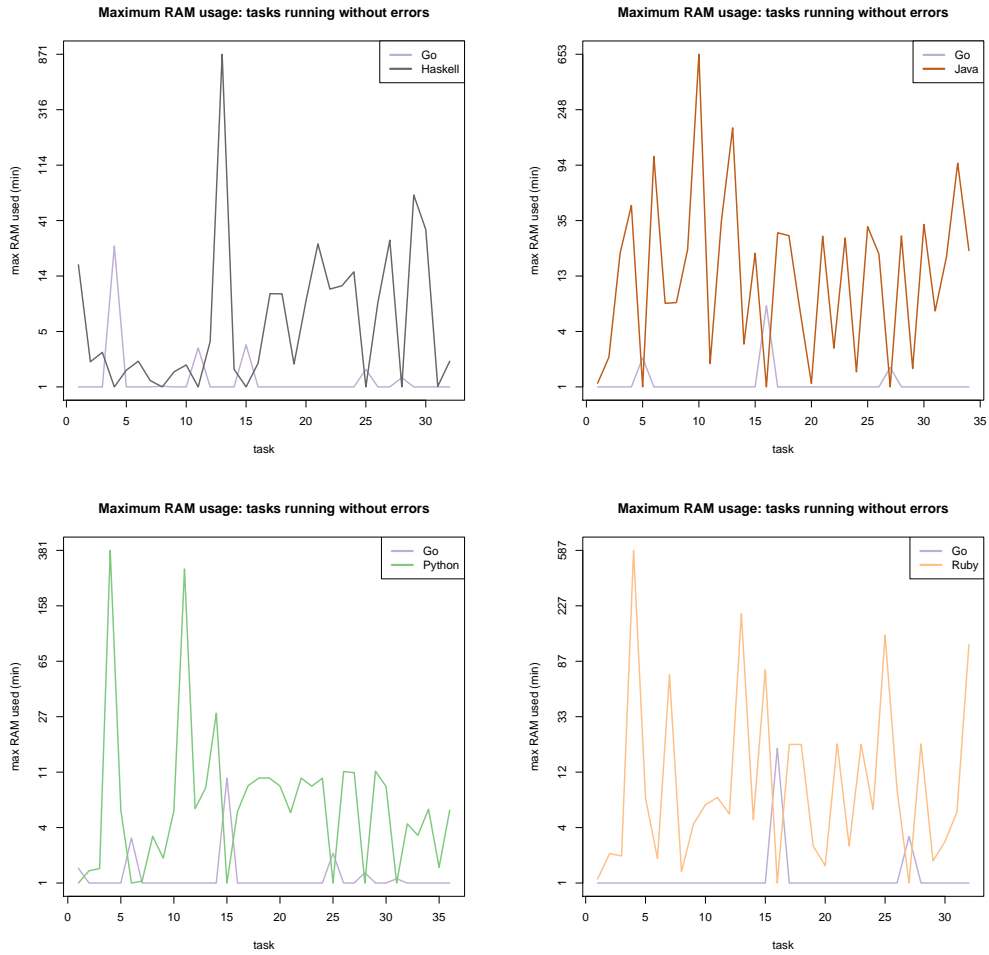 Maximum RAM usage: tasks running without errors
Go
Haskell
max RAM used (min)
871
316
114
41
14
5
1
0 5 10 15 20 25 30
task
Maximum RAM usage: tasks running without errors
Go
Java
max RAM used (min)
653
248
94
35
13
4
1
0 5 10 15 20 25 30 35
task
Maximum RAM usage: tasks running without errors
Go
Python
max RAM used (min)
381
158
65
27
11
4
1
0 5 10 15 20 25 30 35
task
Maximum RAM usage: tasks running without errors
Go
Ruby
max RAM used (min)
587
227
87
33
12
4
1
0 5 10 15 20 25 30
task